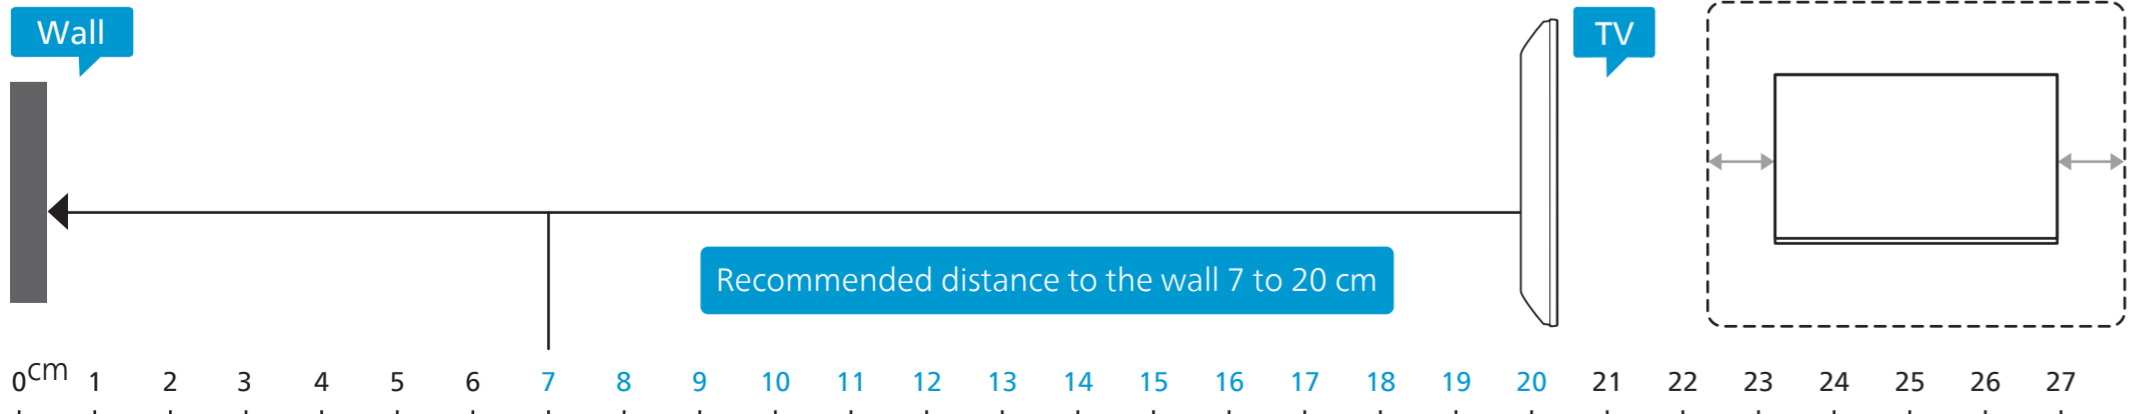 Wall
TV
Recommended distance to the wall 7 to 20 cm
0cm 1 2 3 4 5 6 7 8 9 10 11 12 13 14 15 16 17 18 19 20 21 22 23 24 25 26 27